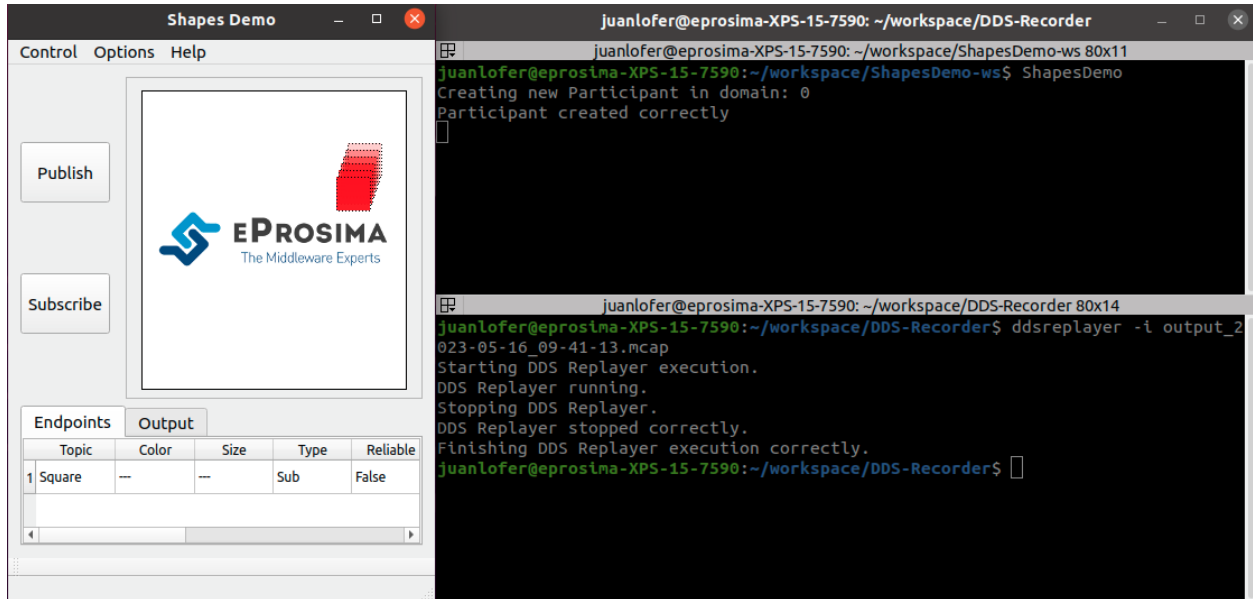 Shapes Demo
Control Options Help
Publish
Subscribe
ePROSIMA
The Middleware Experts
Endpoints Output
Topic Color Size Type Reliable
1 Square --- --- Sub False
juanlofer@eprosima-XPS-15-7590: ~/workspace/DDS-Recorder
juanlofer@eprosima-XPS-15-7590: ~/workspace/ShapesDemo-ws 80x11
juanlofer@eprosima-XPS-15-7590:~/workspace/ShapesDemo-ws$ ShapesDemo
Creating new Participant in domain: 0
Participant created correctly
juanlofer@eprosima-XPS-15-7590: ~/workspace/DDS-Recorder 80x14
juanlofer@eprosima-XPS-15-7590:~/workspace/DDS-Recorder$ ddsreplayer -i output_2
023-05-16_09-41-13.mcap
Starting DDS Replayer execution.
DDS Replayer running.
Stopping DDS Replayer.
DDS Replayer stopped correctly.
Finishing DDS Replayer execution correctly.
juanlofer@eprosima-XPS-15-7590:~/workspace/DDS-Recorder$